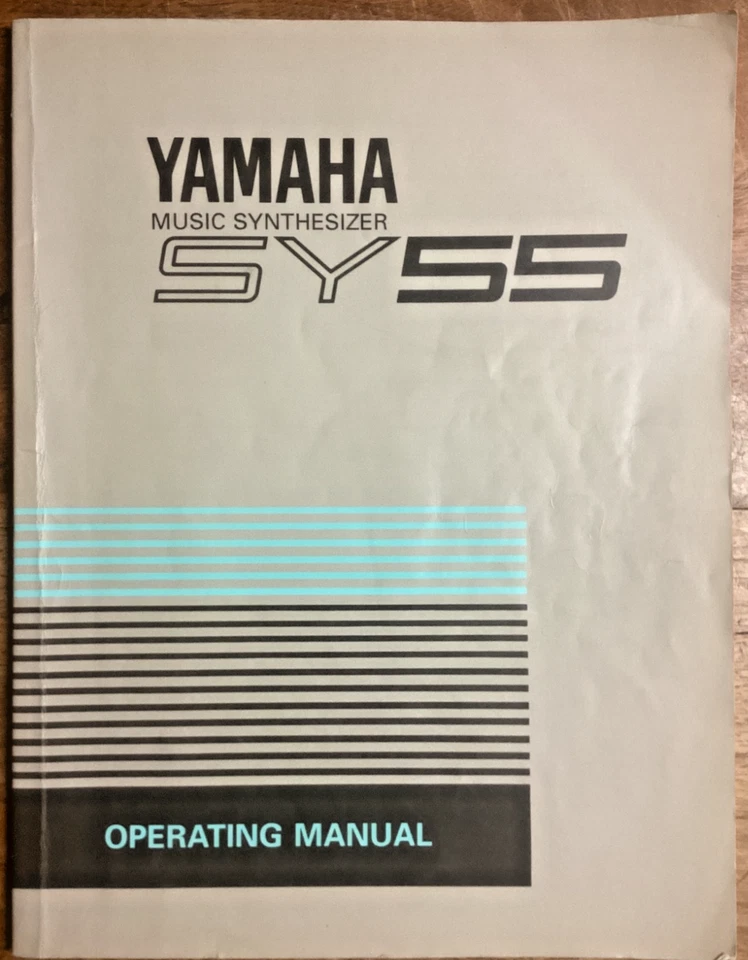 YAMAHA
MUSIC SYNTHESIZER
SY55
OPERATING MANUAL